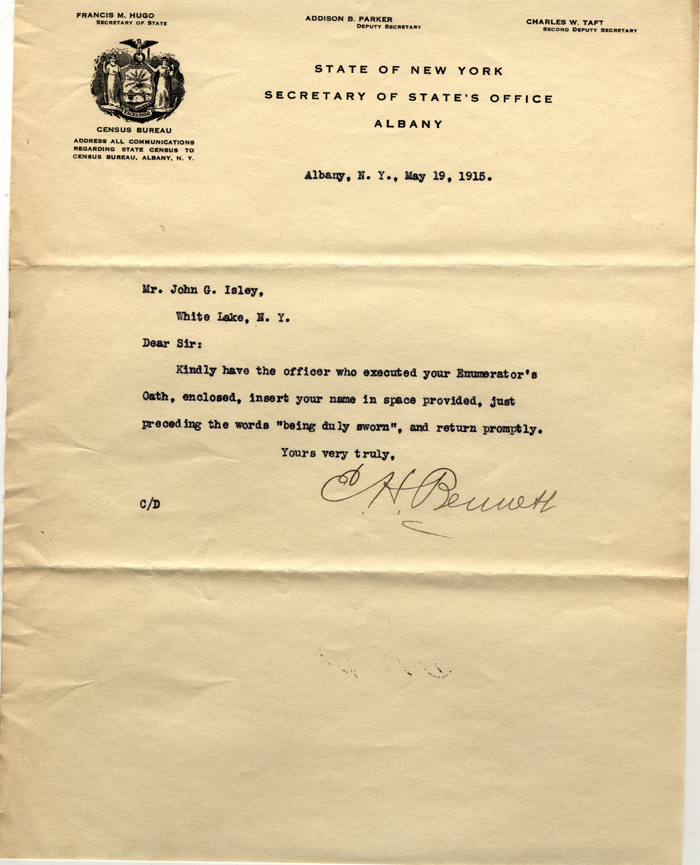 FRANCIS M. HUGO
SECRETARY OF STATE
ADDISON B. PARKER
DEPUTY SECRETARY
CHARLES W. TAFT
SECOND DEPUTY SECRETARY
EXCELSIOR
CENSUS BUREAU
ADDRESS ALL COMMUNICATIONS
REGARDING STATE CENSUS TO
CENSUS BUREAU, ALBANY, N. Y.
STATE OF NEW YORK
SECRETARY OF STATE'S OFFICE
ALBANY
Albany, N. Y., May 19, 1915.
Mr. John G. Isley,
White Lake, N. Y.
Dear Sir:
Kindly have the officer who executed your Enumerator's
Oath, enclosed, insert your name in space provided, just
preceding the words "being duly sworn", and return promptly.
Yours very truly,
C H. Bennett
C/D